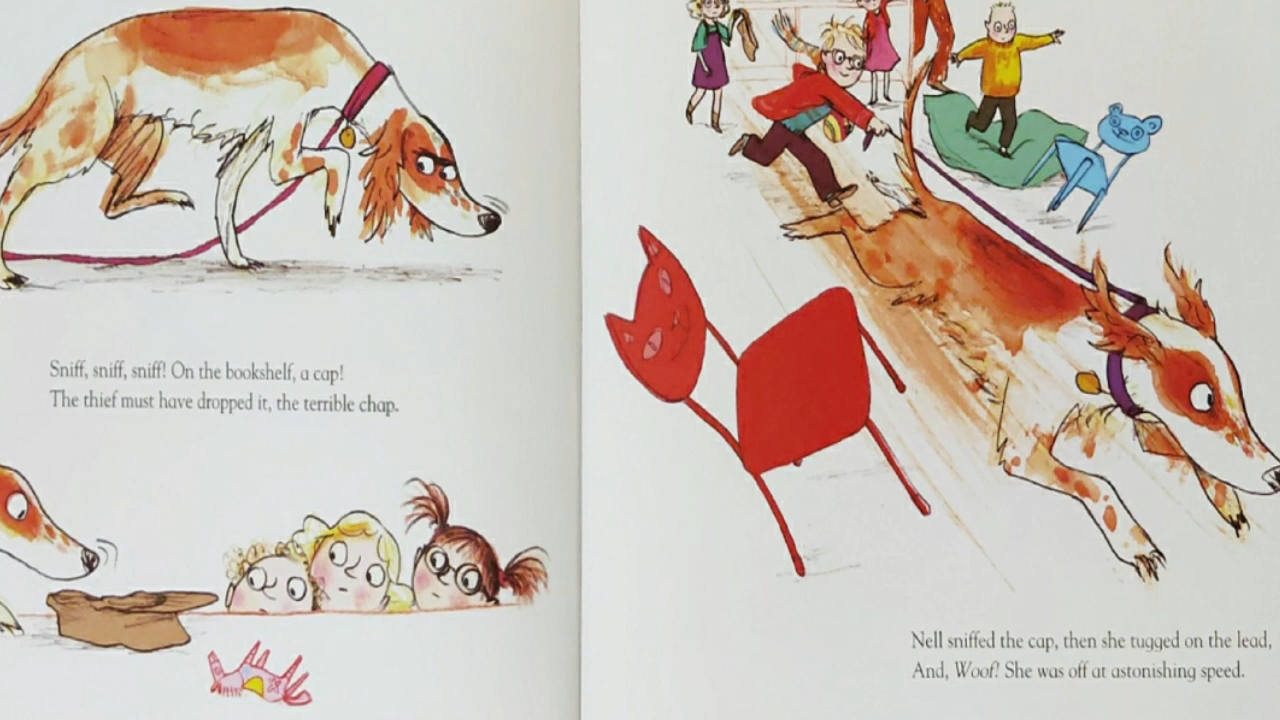 Sniff, sniff, sniff! On the bookshelf, a cap!
The thief must have dropped it, the terrible chap.
Nell sniffed the cap, then she tugged on the lead,
And, Woof! She was off at astonishing speed.